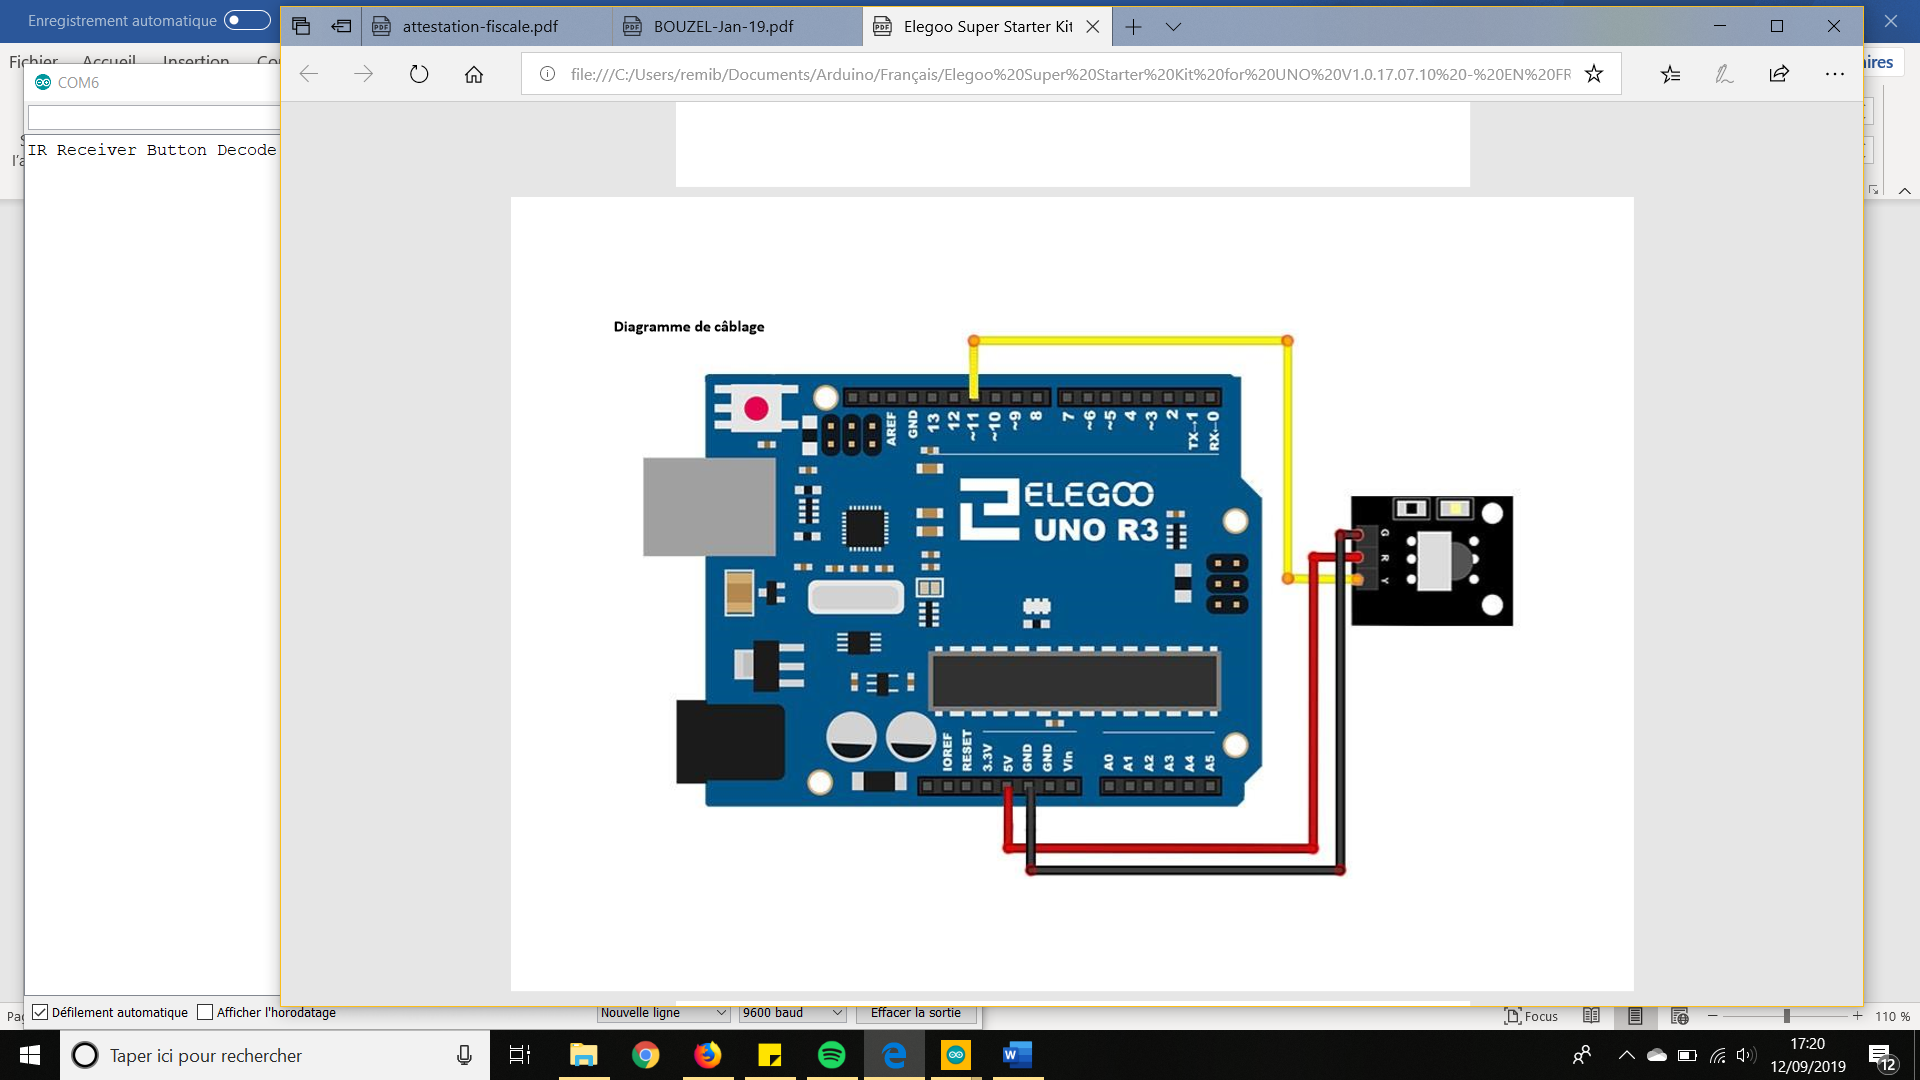 Enregistrement automatique
attestation-fiscale.pdf
BOUZEL-Jan-19.pdf
Elegoo Super Starter Kit
Fichier
Accueil
Insertion
COM6
file:///C:/Users/remib/Documents/Arduino/Français/Elegoo%20Super%20Starter%20Kit%20for%20UNO%20V1.0.17.07.10%20-%20EN%20FR
aires
IR Receiver Button Decode
Diagramme de câblage
AREF
GND
13
12
~11
~10
~9
8
7
~6
~5
4
~3
2
TX→1
RX←0
ELEGOO
UNO R3
G
R
Y
IOREF
RESET
3.3V
5V
GND
GND
Vin
A0
A1
A2
A3
A4
A5
Défilement automatique
Afficher l'horodatage
Nouvelle ligne
9600 baud
Effacer la sortie
Focus
110 %
Taper ici pour rechercher
17:20
12/09/2019
12